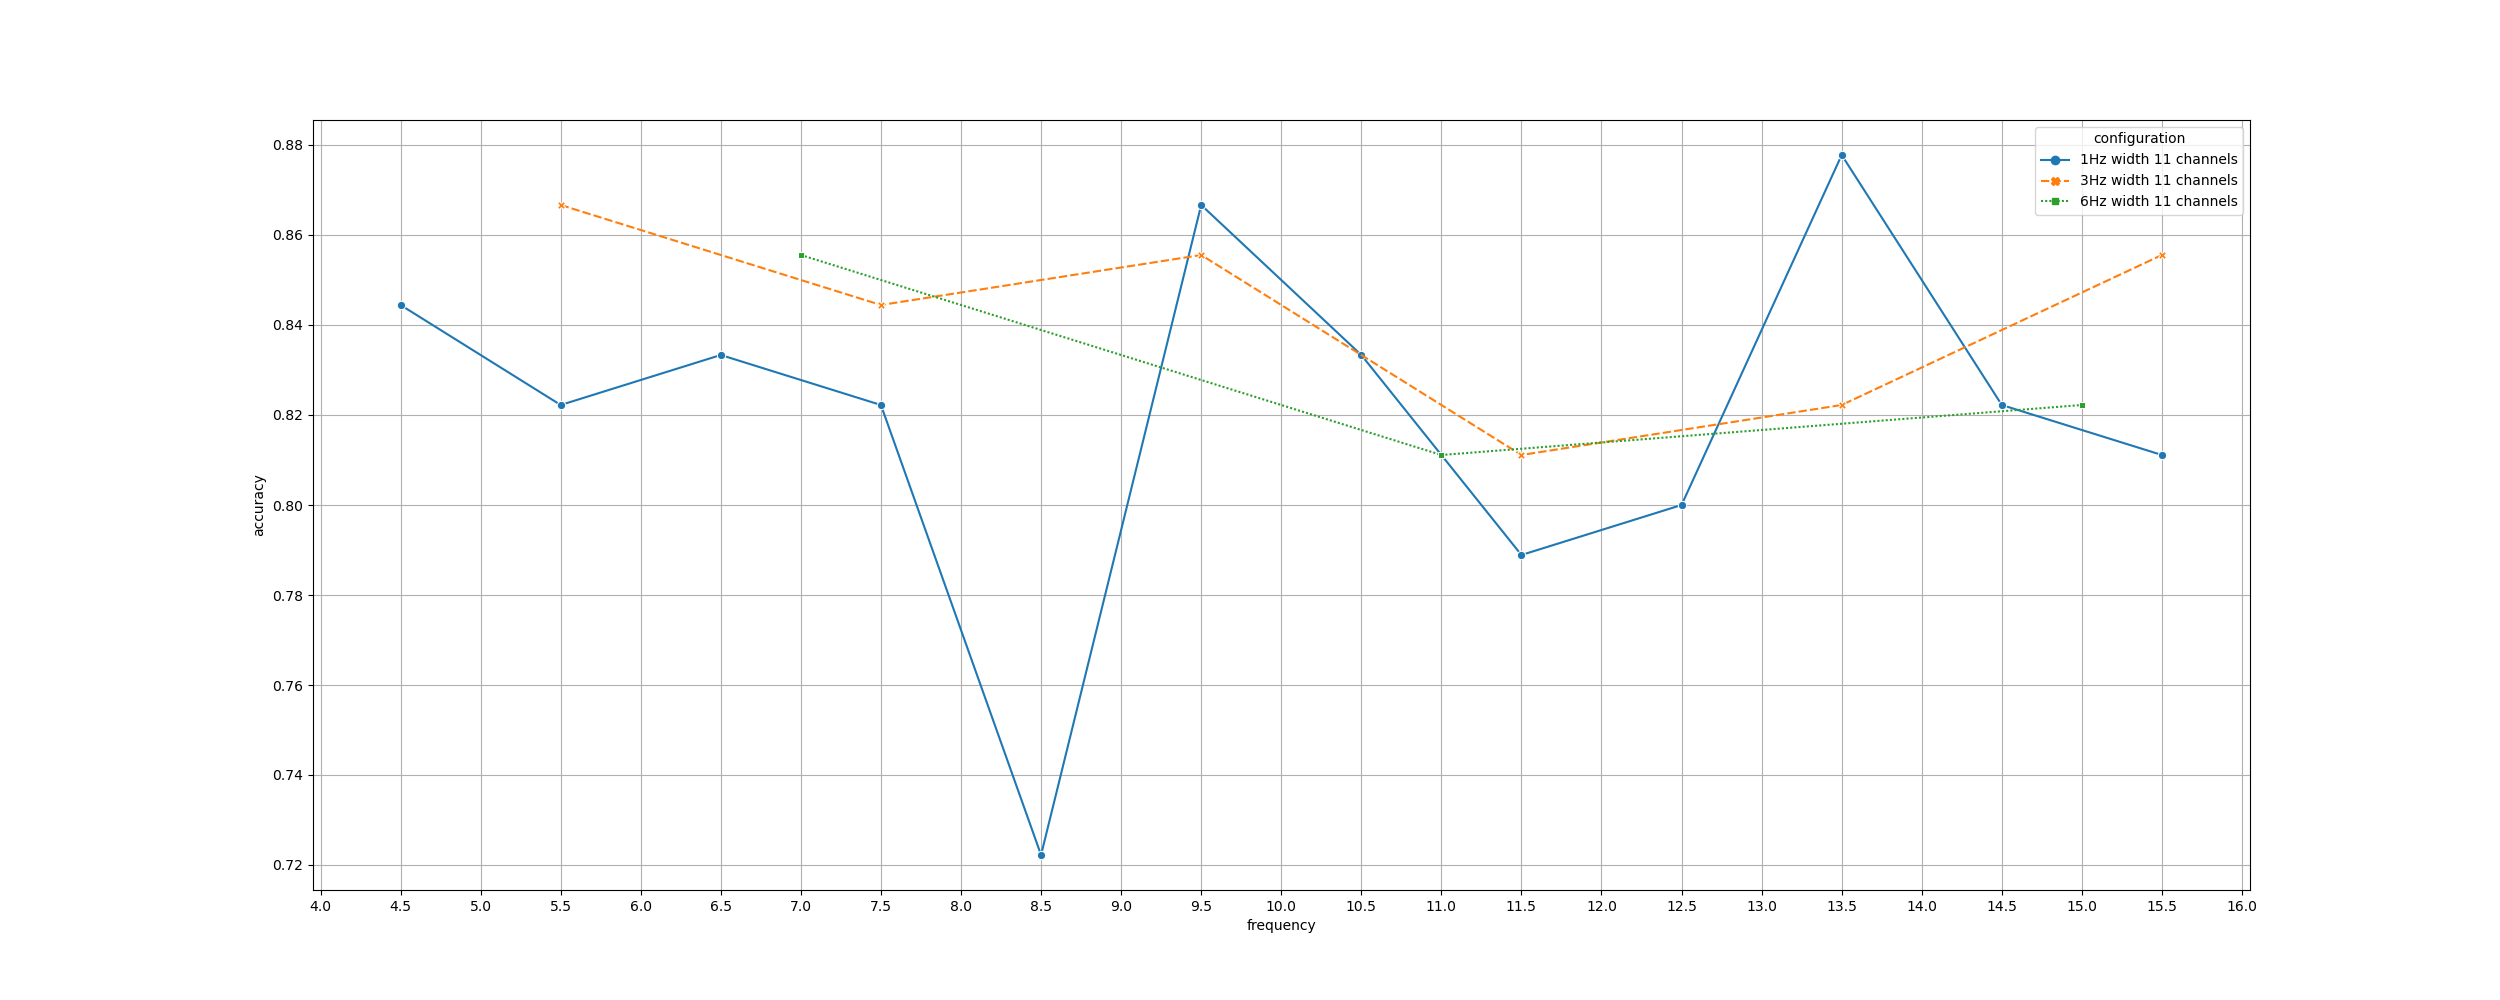 configuration
1Hz width 11 channels
3Hz width 11 channels
6Hz width 11 channels
0.88
0.86
0.84
0.82
0.80
0.78
0.76
0.74
0.72
accuracy
4.0 4.5 5.0 5.5 6.0 6.5 7.0 7.5 8.0 8.5 9.0 9.5 10.0 10.5 11.0 11.5 12.0 12.5 13.0 13.5 14.0 14.5 15.0 15.5 16.0
frequency